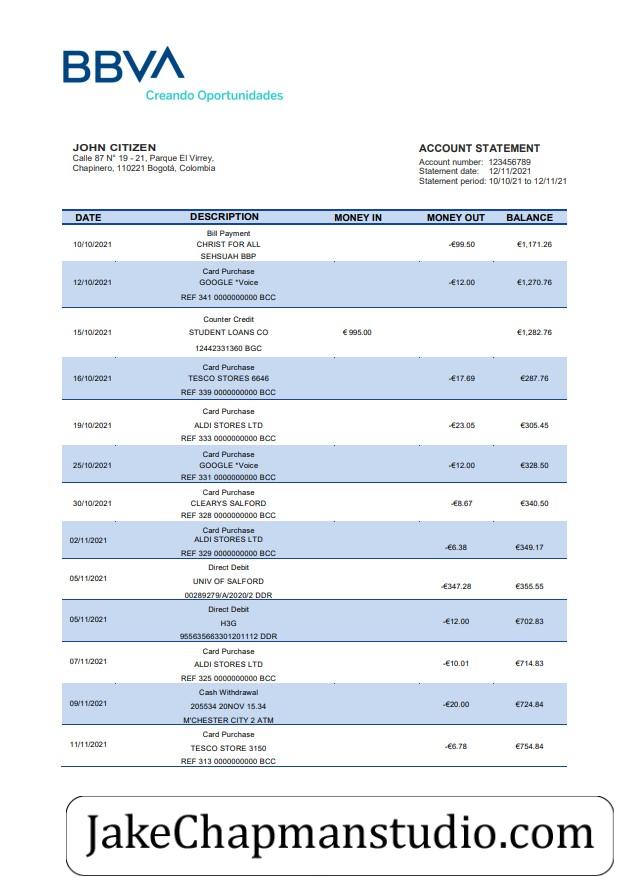 BBVA
Creando Oportunidades
JOHN CITIZEN
Calle 87 N° 19 - 21, Parque El Virrey,
Chapinero, 110221 Bogotá, Colombia
ACCOUNT STATEMENT
Account number: 123456789
Statement date: 12/11/2021
Statement period: 10/10/21 to 12/11/21
DATE DESCRIPTION MONEY IN MONEY OUT BALANCE
Bill Payment
10/10/2021 CHRIST FOR ALL -€99.50 €1,171.26
SEHSUAH BBP
Card Purchase
12/10/2021 GOOGLE *Voice -€12.00 €1,270.76
REF 341 0000000000 BCC
Counter Credit
15/10/2021 STUDENT LOANS CO € 995.00 €1,282.76
12442331360 BGC
Card Purchase
16/10/2021 TESCO STORES 6646 -€17.69 €287.76
REF 339 0000000000 BCC
Card Purchase
19/10/2021 ALDI STORES LTD -€23.05 €305.45
REF 333 0000000000 BCC
Card Purchase
25/10/2021 GOOGLE *Voice -€12.00 €328.50
REF 331 0000000000 BCC
Card Purchase
30/10/2021 CLEARYS SALFORD -€8.67 €340.50
REF 328 0000000000 BCC
Card Purchase
02/11/2021 ALDI STORES LTD -€6.38 €349.17
REF 329 0000000000 BCC
Direct Debit
05/11/2021 UNIV OF SALFORD -€347.28 €355.55
00289279/A/2020/2 DDR
Direct Debit
05/11/2021 H3G -€12.00 €702.83
955635663301201112 DDR
Card Purchase
07/11/2021 ALDI STORES LTD -€10.01 €714.83
REF 325 0000000000 BCC
Cash Withdrawal
09/11/2021 205534 20NOV 15.34 -€20.00 €724.84
M'CHESTER CITY 2 ATM
Card Purchase
11/11/2021 TESCO STORE 3150 -€6.78 €754.84
REF 313 0000000000 BCC
JakeChapmanstudio.com